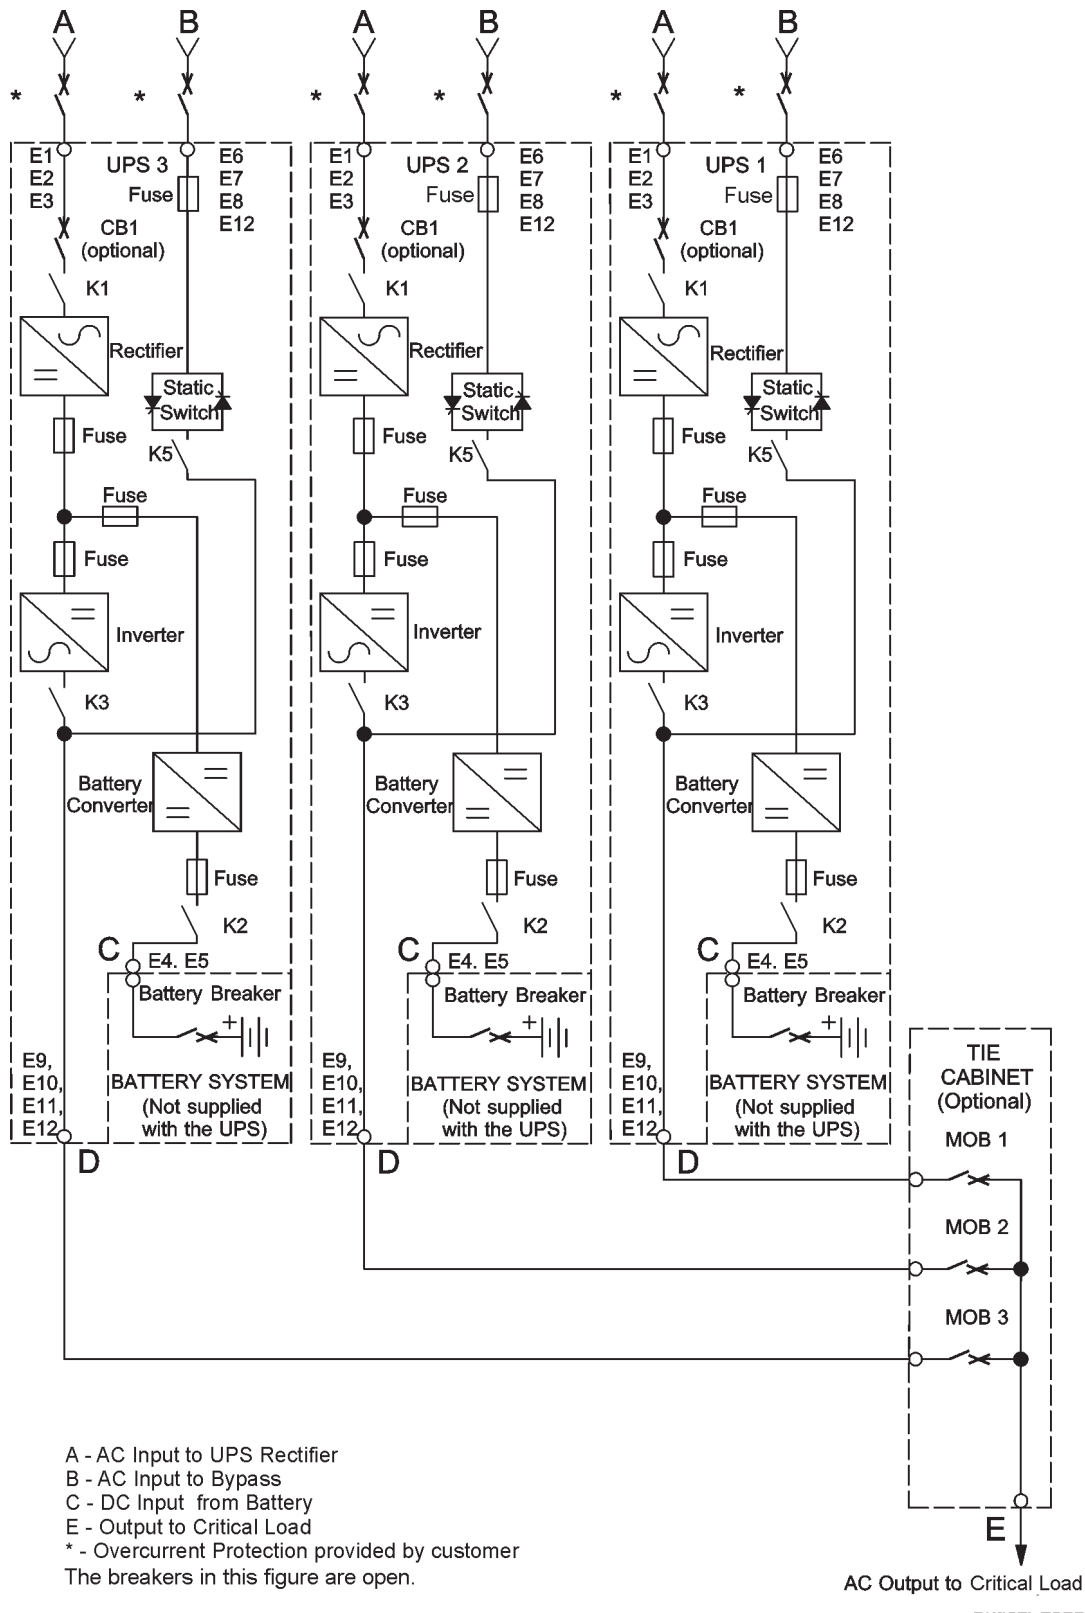 A B A B A B
* * * * * *
E1 UPS 3 E6 E1 UPS 2 E6 E1 UPS 1 E6
E2 Fuse E7 E2 Fuse E7 E2 Fuse E7
E3 E8 E3 E8 E3 E8
CB1 E12 CB1 E12 CB1 E12
(optional) (optional) (optional)
K1 K1 K1
Rectifier Rectifier Rectifier
Static Static Static
Switch Switch Switch
Fuse Fuse Fuse
K5 K5 K5
Fuse Fuse Fuse
Fuse Fuse Fuse
Inverter Inverter Inverter
K3 K3 K3
Battery Battery Battery
Converter Converter Converter
Fuse Fuse Fuse
K2 K2 K2
C E4. E5 C E4. E5 C E4. E5
Battery Breaker Battery Breaker Battery Breaker
+ + +
E9, E9, E9,
E10, BATTERY SYSTEM E10, BATTERY SYSTEM E10, BATTERY SYSTEM
E11, (Not supplied E11, (Not supplied E11, (Not supplied
E12 with the UPS) E12 with the UPS) E12 with the UPS)
D D D
TIE
CABINET
(Optional)
MOB 1
MOB 2
MOB 3
A - AC Input to UPS Rectifier
B - AC Input to Bypass
C - DC Input from Battery
E - Output to Critical Load
* - Overcurrent Protection provided by customer
The breakers in this figure are open.
E
AC Output to Critical Load